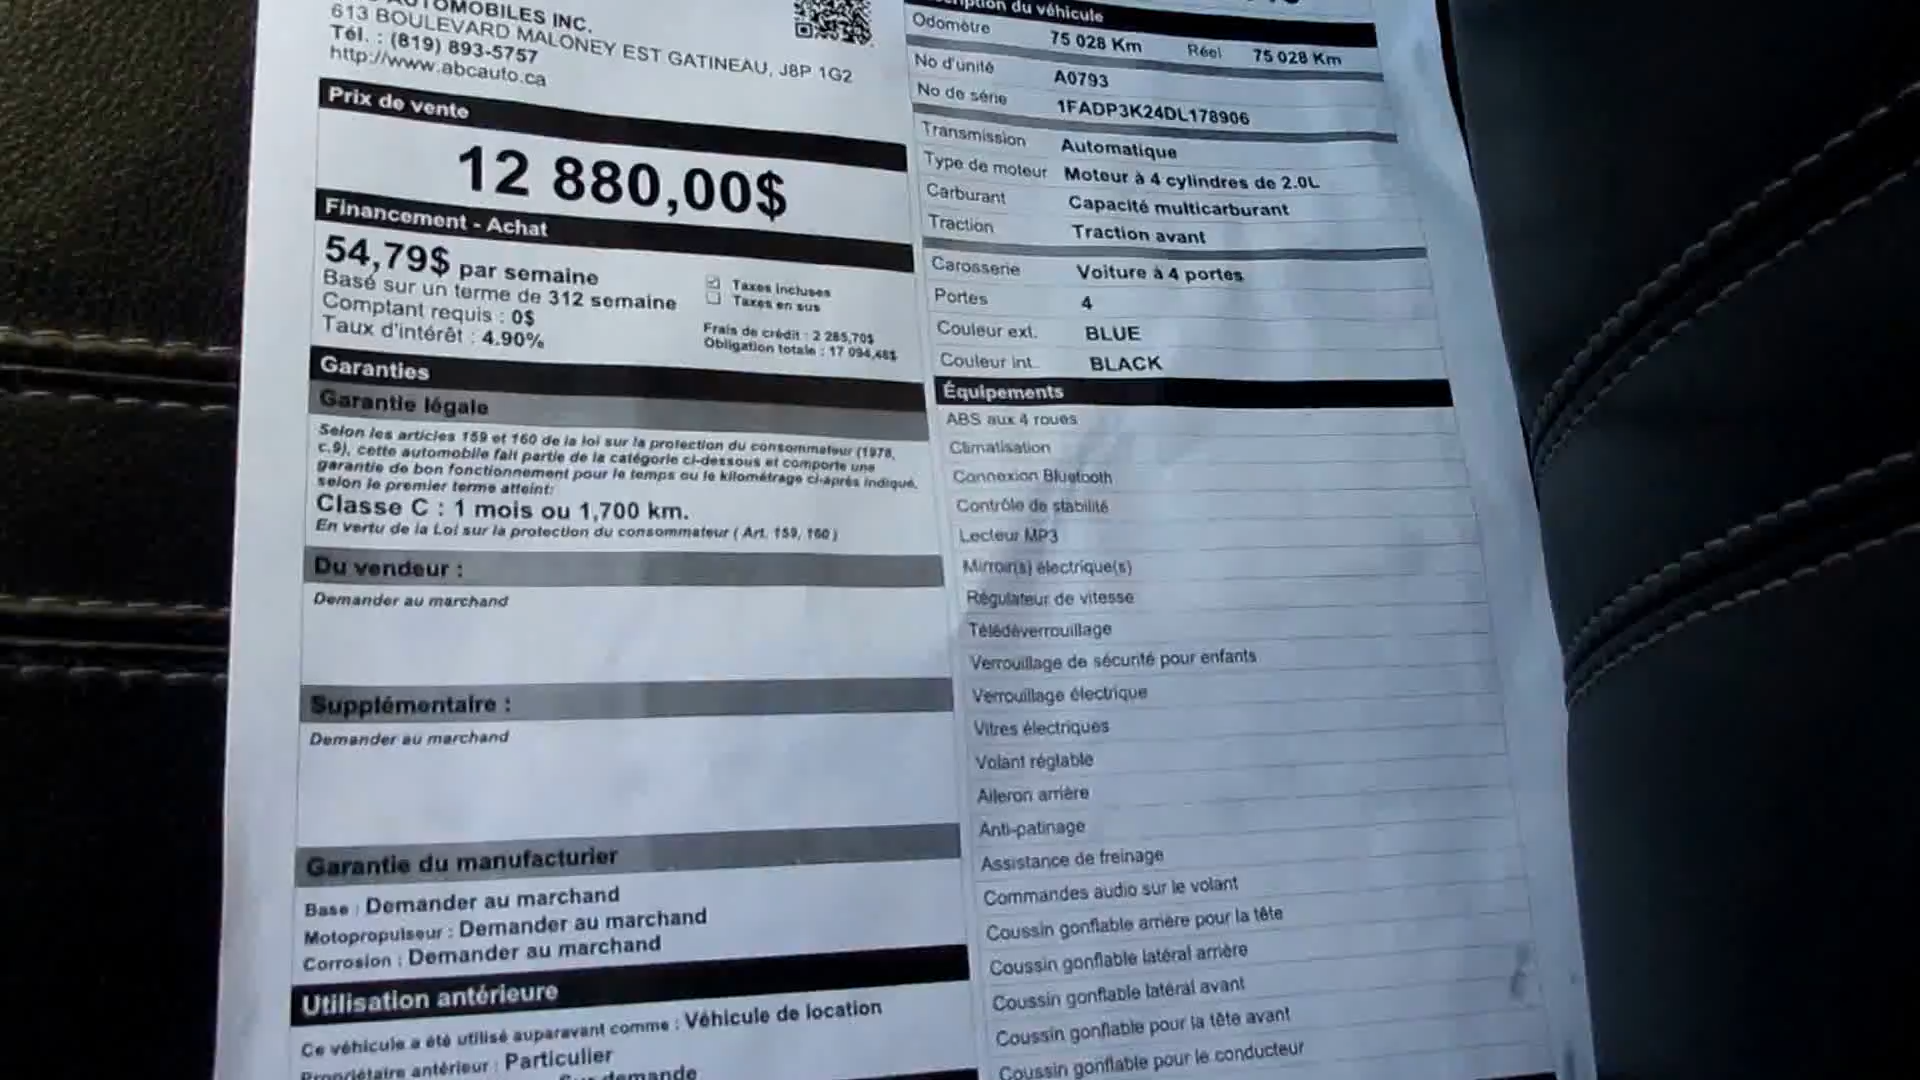 AUTOMOBILES INC.
613 BOULEVARD MALONEY EST GATINEAU, J8P 1G2
Tél. : (819) 893-5757
http://www.abcauto.ca
Prix de vente
12 880,00$
Financement - Achat
54,79$ par semaine
Basé sur un terme de 312 semaine
Comptant requis : 0$
Taux d'intérêt : 4.90%
Taxes incluses
Taxes en sus
Frais de crédit : 2 285,70$
Obligation totale : 17 094,48$
Garanties
Garantie légale
Selon les articles 159 et 160 de la loi sur la protection du consommateur (1978,
c.9), cette automobile fait partie de la catégorie ci-dessous et comporte une
garantie de bon fonctionnement pour le temps ou le kilométrage ci-après indiqué,
selon le premier terme atteint:
Classe C : 1 mois ou 1,700 km.
En vertu de la Loi sur la protection du consommateur ( Art. 159, 160 )
Du vendeur :
Demander au marchand
Supplémentaire :
Demander au marchand
Garantie du manufacturier
Base : Demander au marchand
Motopropulseur : Demander au marchand
Corrosion : Demander au marchand
Utilisation antérieure
Ce véhicule a été utilisé auparavant comme : Véhicule de location
Propriétaire antérieur : Particulier
demande
du véhicule
Odomètre 75 028 Km Réel 75 028 Km
No d'unité A0793
No de série 1FADP3K24DL178906
Transmission Automatique
Type de moteur Moteur à 4 cylindres de 2.0L
Carburant Capacité multicarburant
Traction Traction avant
Carosserie Voiture à 4 portes
Portes 4
Couleur ext. BLUE
Couleur int. BLACK
Équipements
ABS aux 4 roues
Climatisation
Connexion Bluetooth
Contrôle de stabilité
Lecteur MP3
Mirroir(s) électrique(s)
Régulateur de vitesse
Télédéverrouillage
Verrouillage de sécurité pour enfants
Verrouillage électrique
Vitres électriques
Volant réglable
Aileron arrière
Anti-patinage
Assistance de freinage
Commandes audio sur le volant
Coussin gonflable arriere pour la tête
Coussin gonflable latéral arrière
Coussin gonflable latéral avant
Coussin gonflable pour la tête avant
Coussin gonflable pour le conducteur